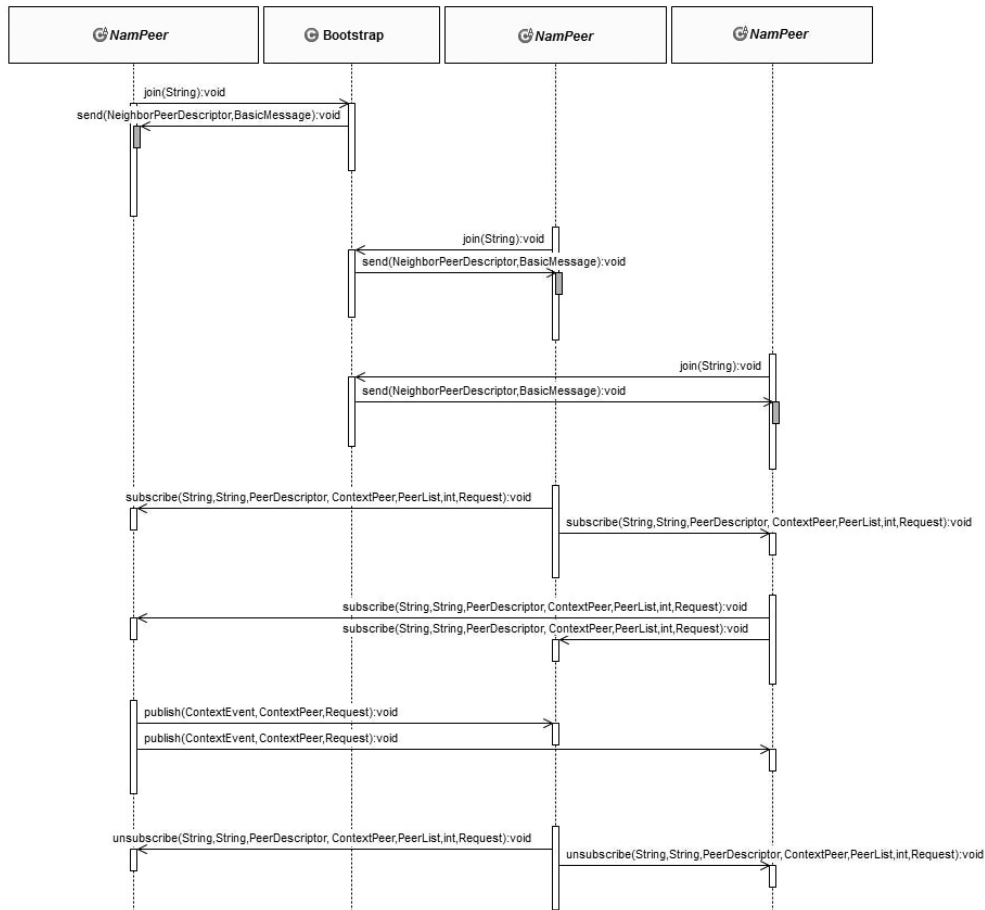 NamPeer
Bootstrap
NamPeer
NamPeer
join(String):void
send(NeighborPeerDescriptor,BasicMessage):void
join(String):void
send(NeighborPeerDescriptor,BasicMessage):void
join(String):void
send(NeighborPeerDescriptor,BasicMessage):void
subscribe(String,String,PeerDescriptor, ContextPeer,PeerList,int,Request):void
subscribe(String,String,PeerDescriptor, ContextPeer,PeerList,int,Request):void
subscribe(String,String,PeerDescriptor, ContextPeer,PeerList,int,Request):void
subscribe(String,String,PeerDescriptor, ContextPeer,PeerList,int,Request):void
publish(ContextEvent, ContextPeer,Request):void
publish(ContextEvent, ContextPeer,Request):void
unsubscribe(String,String,PeerDescriptor, ContextPeer,PeerList,int,Request):void
unsubscribe(String,String,PeerDescriptor,ContextPeer,PeerList,int,Request):void